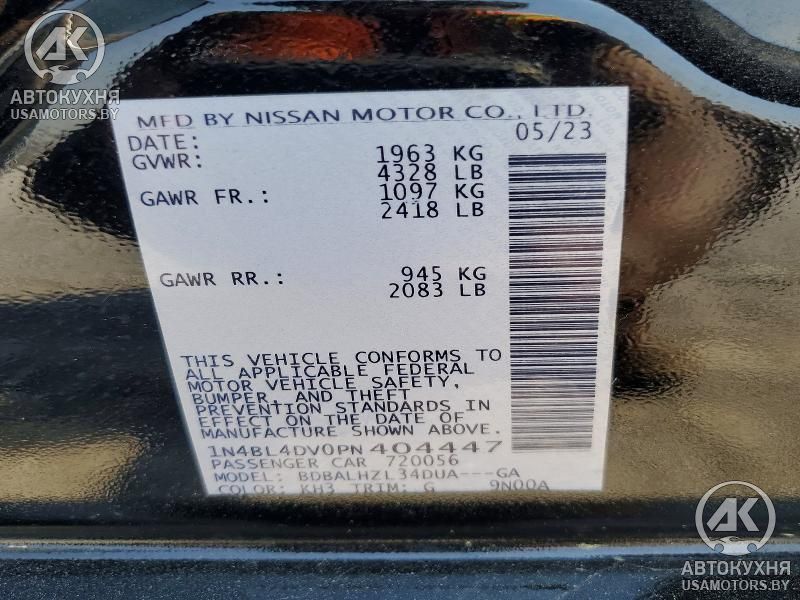 AK
АВТОКУХНЯ
USAMOTORS.BY
MFD BY NISSAN MOTOR CO., LTD.
DATE: 05/23
GVWR: 1963 KG
4328 LB
GAWR FR.: 1097 KG
2418 LB
GAWR RR.: 945 KG
2083 LB
THIS VEHICLE CONFORMS TO
ALL APPLICABLE FEDERAL
MOTOR VEHICLE SAFETY,
BUMPER, AND THEFT
PREVENTION STANDARDS IN
EFFECT ON THE DATE OF
MANUFACTURE SHOWN ABOVE.
1N4BL4DV0PN404447
PASSENGER CAR 720056
MODEL: BDBALHZL34DUA---GA
COLOR: KH3 TRIM: G 9N00A
AK
АВТОКУХНЯ
USAMOTORS.BY